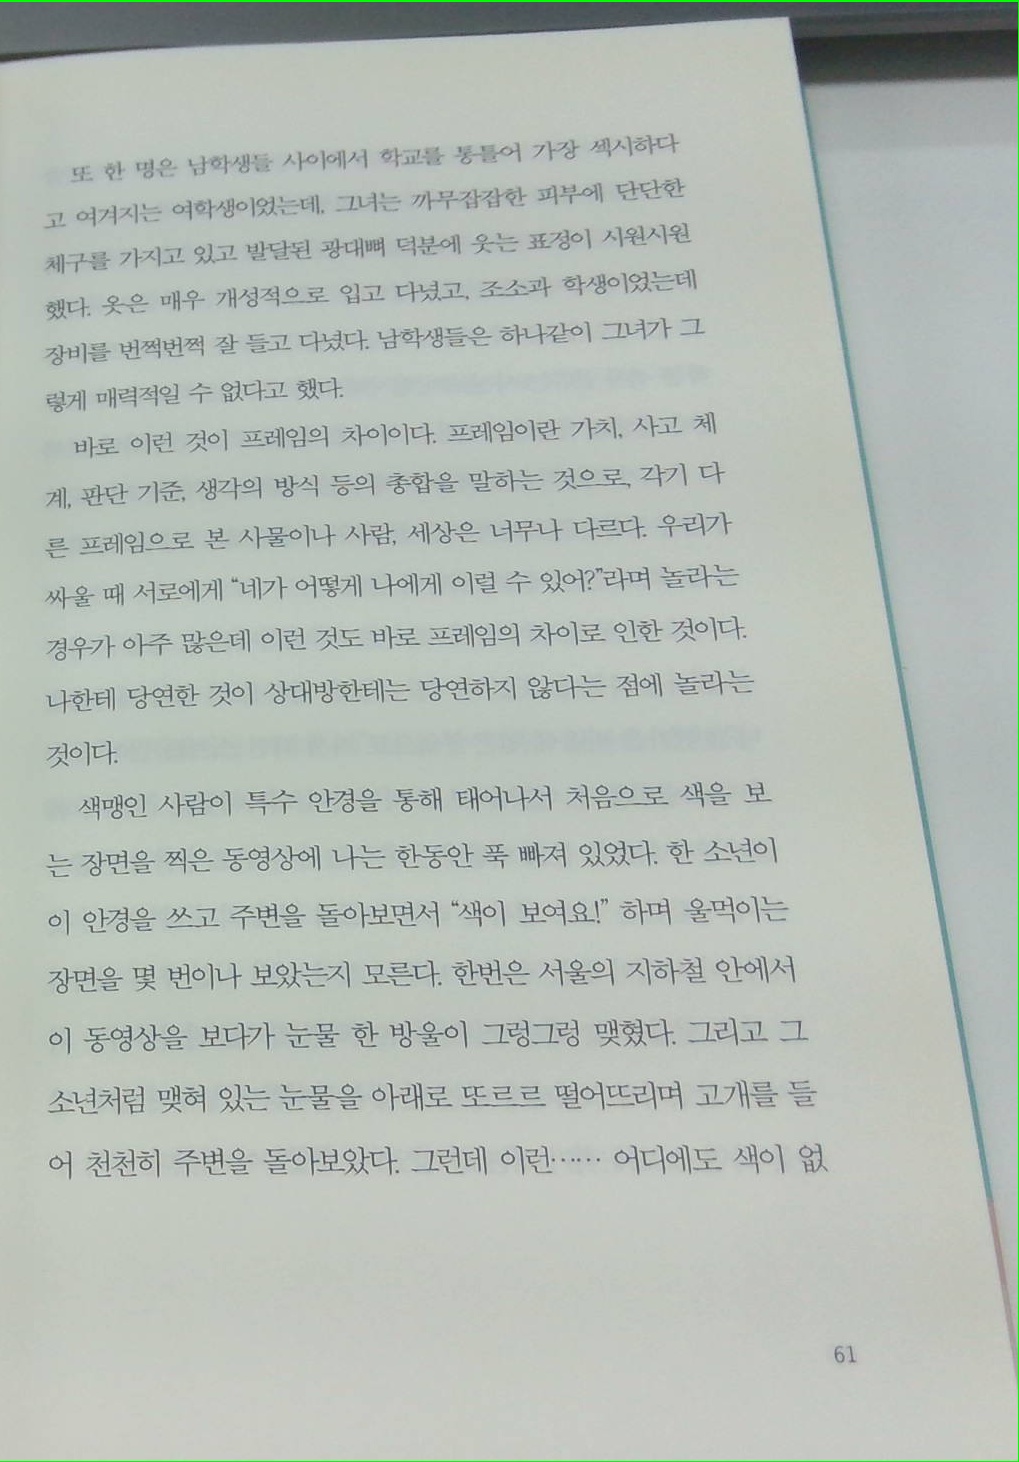 또 한 명은 남학생들 사이에서 학교를 통틀어 가장 섹시하다
고 여겨지는 여학생이었는데, 그녀는 까무잡잡한 피부에 단단한
체구를 가지고 있고 발달된 광대뼈 덕분에 웃는 표정이 시원시원
했다. 옷은 매우 개성적으로 입고 다녔고, 조소과 학생이었는데
장비를 번쩍번쩍 잘 들고 다녔다. 남학생들은 하나같이 그녀가 그
렇게 매력적일 수 없다고 했다.
바로 이런 것이 프레임의 차이이다. 프레임이란 가치, 사고 체
계, 판단 기준, 생각의 방식 등의 총합을 말하는 것으로, 각기 다
른 프레임으로 본 사물이나 사람, 세상은 너무나 다르다. 우리가
싸울 때 서로에게 “네가 어떻게 나에게 이럴 수 있어?”라며 놀라는
경우가 아주 많은데 이런 것도 바로 프레임의 차이로 인한 것이다.
나한테 당연한 것이 상대방한테는 당연하지 않다는 점에 놀라는
것이다.
색맹인 사람이 특수 안경을 통해 태어나서 처음으로 색을 보
는 장면을 찍은 동영상에 나는 한동안 푹 빠져 있었다. 한 소년이
이 안경을 쓰고 주변을 돌아보면서 “색이 보여요!” 하며 울먹이는
장면을 몇 번이나 보았는지 모른다. 한번은 서울의 지하철 안에서
이 동영상을 보다가 눈물 한 방울이 그렁그렁 맺혔다. 그리고 그
소년처럼 맺혀 있는 눈물을 아래로 또르르 떨어뜨리며 고개를 들
어 천천히 주변을 돌아보았다. 그런데 이런…… 어디에도 색이 없
61